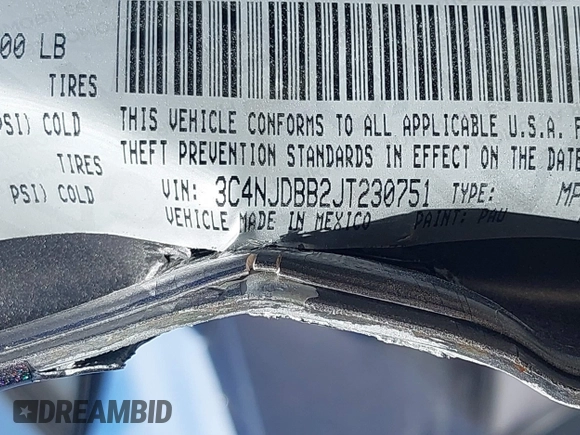 00 LB
TIRES
PSI) COLD
TIRES
PSI) COLD
THIS VEHICLE CONFORMS TO ALL APPLICABLE U.S.A. F
THEFT PREVENTION STANDARDS IN EFFECT ON THE DATE
VIN: 3C4NJDBB2JT230751 TYPE: MP
VEHICLE MADE IN MEXICO PAINT: PAU
DREAMBID